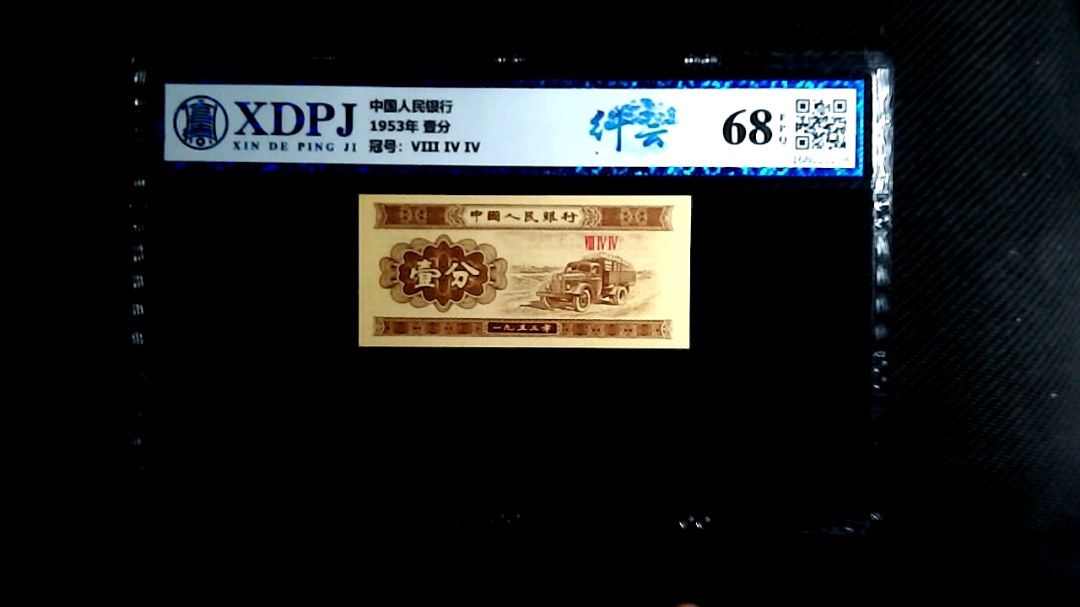 XDPJ
XIN DE PING JI
中国人民银行
1953年 壹分
冠号：VIII IV IV
68
中國人民銀行
VIII IV IV
壹分
一九五三年